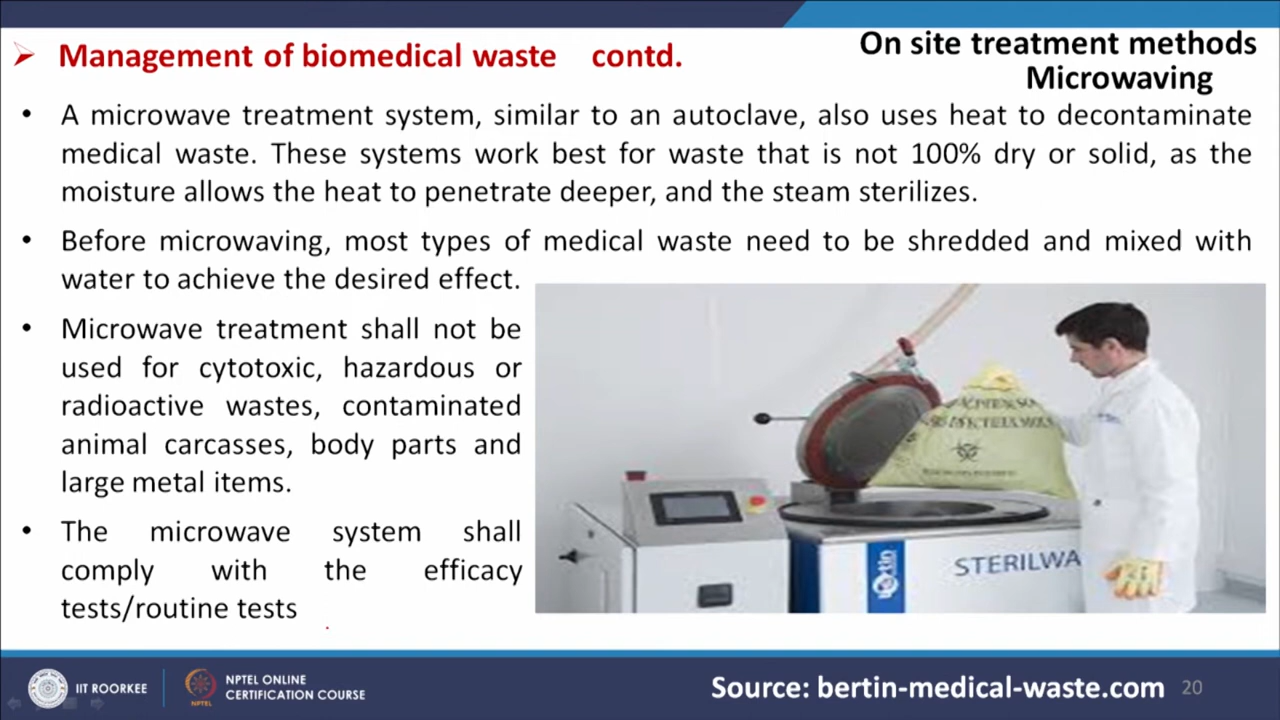 Management of biomedical waste contd.
On site treatment methods
Microwaving
• A microwave treatment system, similar to an autoclave, also uses heat to decontaminate
medical waste. These systems work best for waste that is not 100% dry or solid, as the
moisture allows the heat to penetrate deeper, and the steam sterilizes.
• Before microwaving, most types of medical waste need to be shredded and mixed with
water to achieve the desired effect.
• Microwave treatment shall not be
used for cytotoxic, hazardous or
radioactive wastes, contaminated
animal carcasses, body parts and
large metal items.
• The microwave system shall
comply with the efficacy
tests/routine tests
bertin
STERILWA
IIT ROORKEE
NPTEL
NPTEL ONLINE
CERTIFICATION COURSE
Source: bertin-medical-waste.com
20